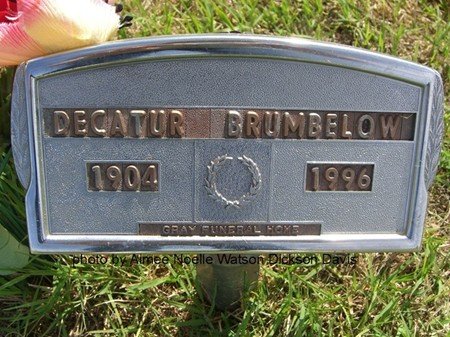 DECATUR BRUMBELOW
1904 1996
GRAY FUNERAL HOME
photo by Aimee Noelle Watson Dickson Davis